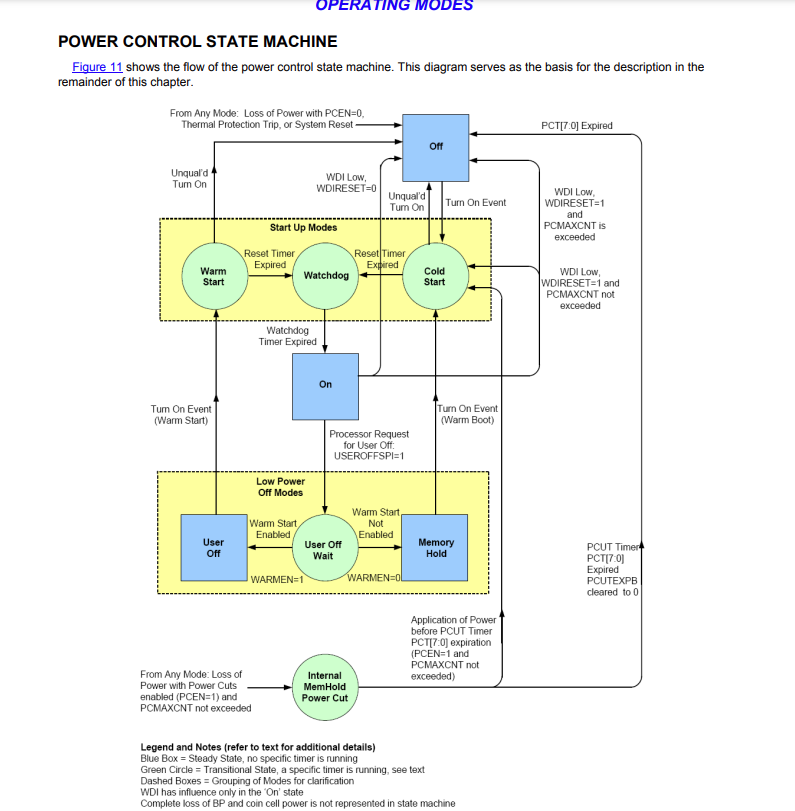 OPERATING MODES
POWER CONTROL STATE MACHINE
Figure 11 shows the flow of the power control state machine. This diagram serves as the basis for the description in the
remainder of this chapter.
From Any Mode: Loss of Power with PCEN=0,
Thermal Protection Trip, or System Reset
Off
PCT[7:0] Expired
Unqual'd
Turn On
WDI Low,
WDIRESET=0
Unqual'd
Turn On
Turn On Event
WDI Low,
WDIRESET=1
and
PCMAXCNT is
exceeded
Start Up Modes
Warm
Start
Reset Timer
Expired
Watchdog
Reset Timer
Expired
Cold
Start
WDI Low,
WDIRESET=1 and
PCMAXCNT not
exceeded
Watchdog
Timer Expired
On
Turn On Event
(Warm Start)
Turn On Event
(Warm Boot)
Processor Request
for User Off:
USEROFFSPI=1
Low Power
Off Modes
User
Off
Warm Start
Enabled
WARMEN=1
User Off
Wait
Warm Start
Not
Enabled
WARMEN=0
Memory
Hold
PCUT Timer
PCT[7:0]
Expired
PCUTEXPB
cleared to 0
Application of Power
before PCUT Timer
PCT[7:0] expiration
(PCEN=1 and
PCMAXCNT not
exceeded)
From Any Mode: Loss of
Power with Power Cuts
enabled (PCEN=1) and
PCMAXCNT not exceeded
Internal
MemHold
Power Cut
Legend and Notes (refer to text for additional details)
Blue Box = Steady State, no specific timer is running
Green Circle = Transitional State, a specific timer is running, see text
Dashed Boxes = Grouping of Modes for clarification
WDI has influence only in the 'On' state
Complete loss of BP and coin cell power is not represented in state machine